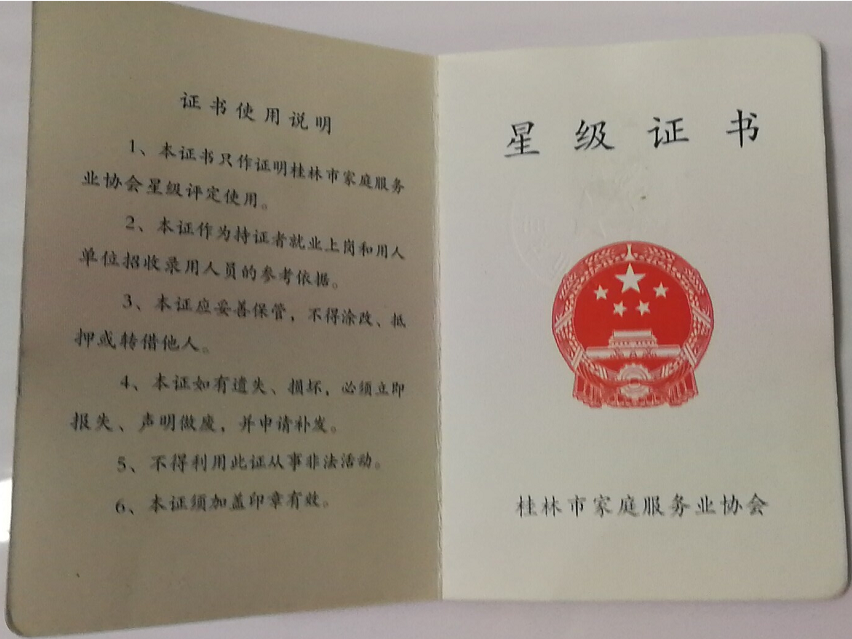 证书使用说明
1、本证书只作证明桂林市家庭服务
业协会星级评定使用。
2、本证作为持证者就业上岗和用人
单位招收录用人员的参考依据。
3、本证应妥善保管，不得涂改、抵
押或转借他人。
4、本证如有遗失、损坏，必须立即
报失、声明做废，并申请补发。
5、不得利用此证从事非法活动。
6、本证须加盖印章有效。
星级证书
桂林市家庭服务业协会